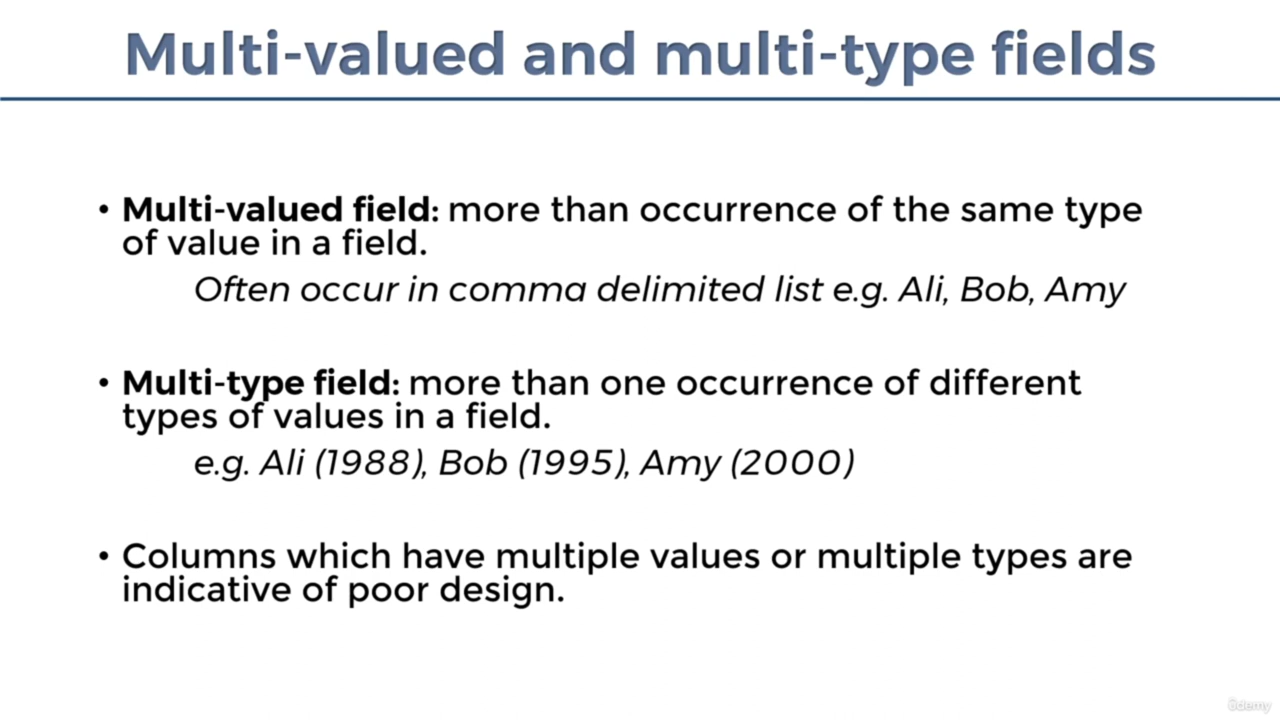 Multi-valued and multi-type fields
• Multi-valued field: more than occurrence of the same type
of value in a field.
Often occur in comma delimited list e.g. Ali, Bob, Amy
• Multi-type field: more than one occurrence of different
types of values in a field.
e.g. Ali (1988), Bob (1995), Amy (2000)
• Columns which have multiple values or multiple types are
indicative of poor design.
ûdemy